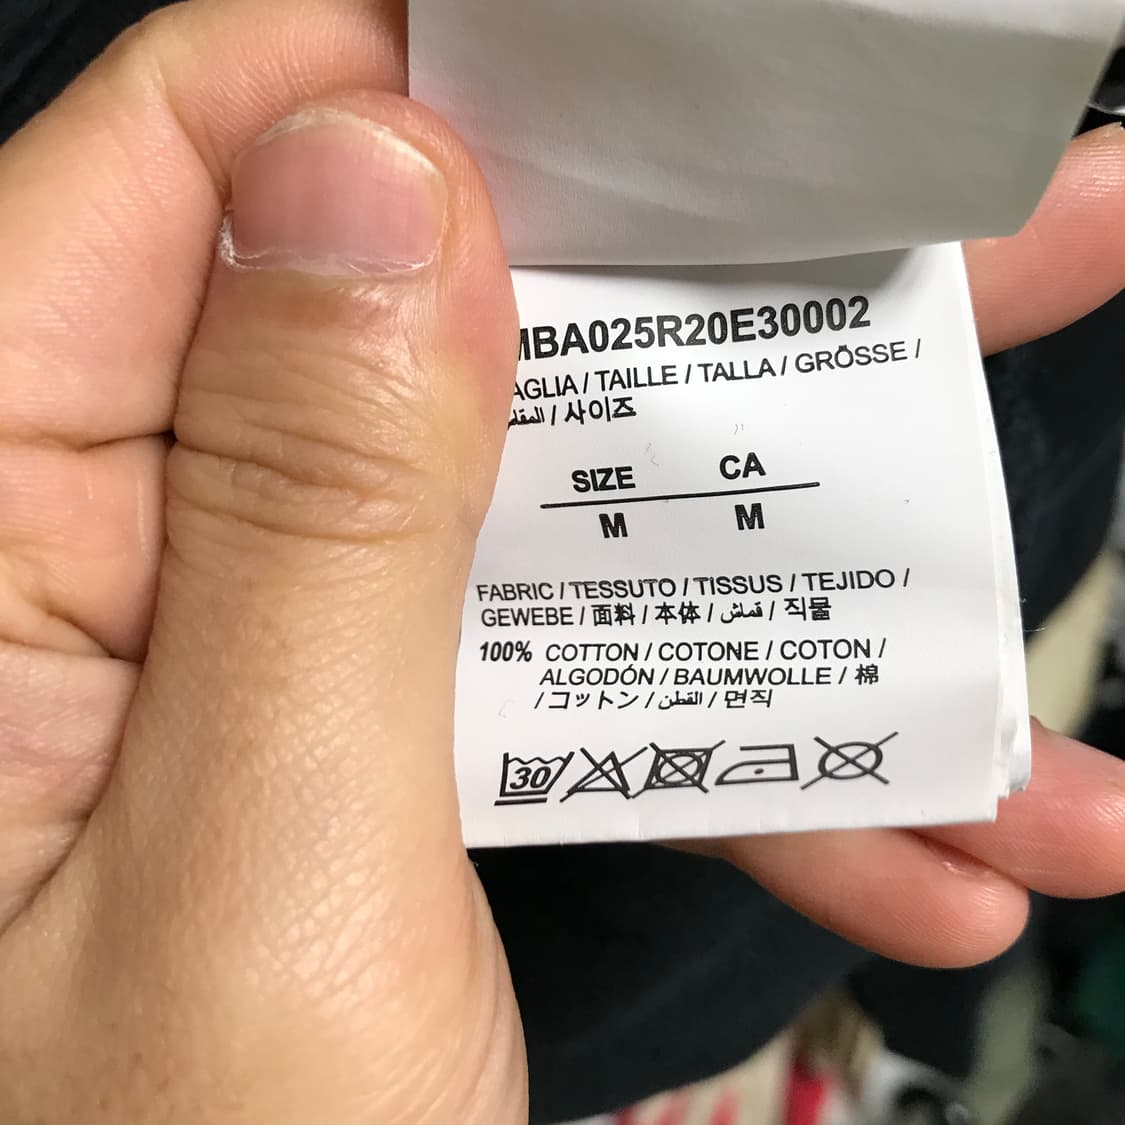 MBA025R20E30002
AGLIA / TAILLE / TALLA / GRÖSSE /
/ 사이즈
SIZE CA
M M
FABRIC / TESSUTO / TISSUS / TEJIDO /
GEWEBE / 面料 / 本体 / قماش / 직물
100% COTTON / COTONE / COTON /
ALGODÓN / BAUMWOLLE / 棉
/ コットン / القطن / 면직
30